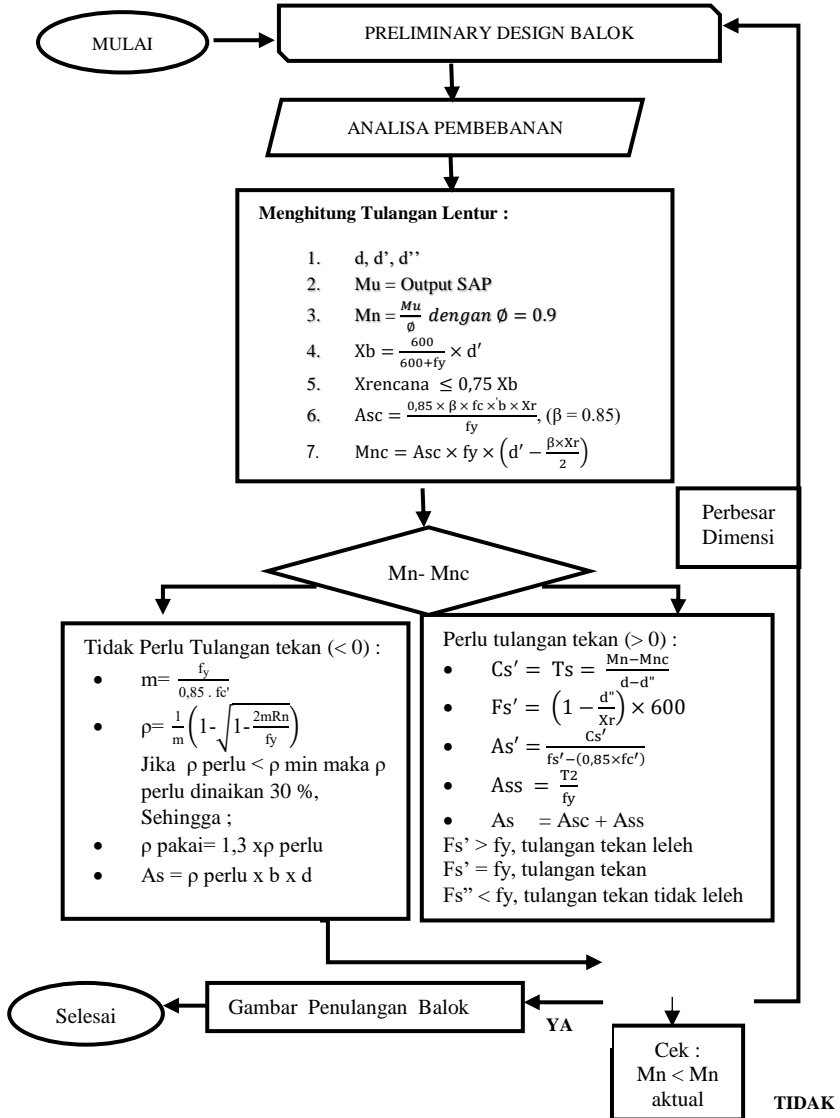 MULAI
PRELIMINARY DESIGN BALOK
ANALISA PEMBEBANAN
Menghitung Tulangan Lentur :
1. d, d’, d’’
2. Mu = Output SAP
3. Mn = Mu/Ø dengan Ø = 0.9
4. Xb = 600/(600+fy) × d′
5. Xrencana ≤ 0,75 Xb
6. Asc = (0,85 × β × fc ×'b × Xr)/fy, (β = 0.85)
7. Mnc = Asc × fy × (d′ − (β×Xr)/2)
Perbesar
Dimensi
Mn- Mnc
Tidak Perlu Tulangan tekan (< 0) :
• m= fy/(0,85 . fc')
• ρ= 1/m (1-√(1-2mRn/fy))
Jika ρ perlu < ρ min maka ρ
perlu dinaikan 30 %,
Sehingga ;
• ρ pakai= 1,3 xρ perlu
• As = ρ perlu x b x d
Perlu tulangan tekan (> 0) :
• Cs′ = Ts = (Mn−Mnc)/(d−d")
• Fs′ = (1 − d"/Xr) × 600
• As′ = Cs′/(fs′−(0,85×fc′))
• Ass = T2/fy
• As = Asc + Ass
Fs’ > fy, tulangan tekan leleh
Fs’ = fy, tulangan tekan
Fs” < fy, tulangan tekan tidak leleh
Selesai
Gambar Penulangan Balok
YA
Cek :
Mn < Mn
aktual
TIDAK